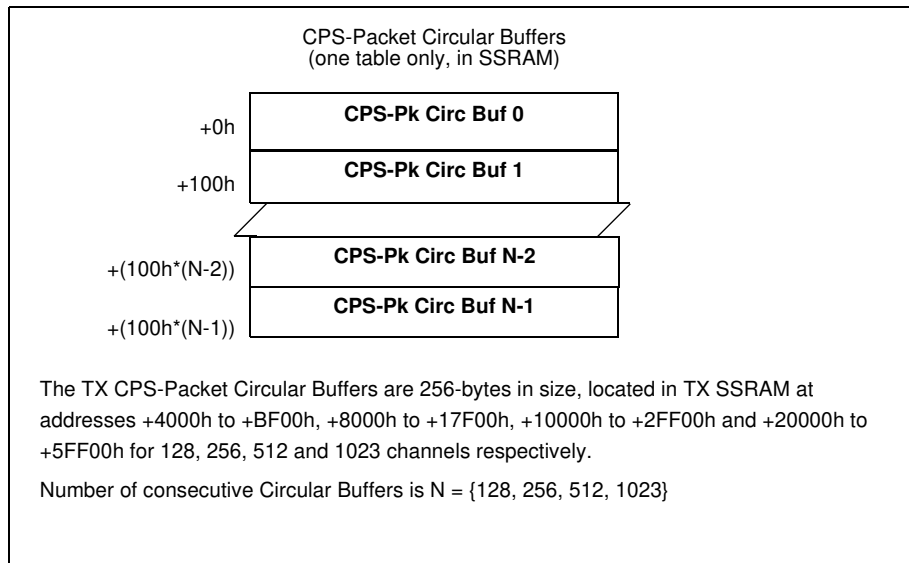 CPS-Packet Circular Buffers
(one table only, in SSRAM)
CPS-Pk Circ Buf 0
+0h
CPS-Pk Circ Buf 1
+100h
CPS-Pk Circ Buf N-2
+(100h*(N-2))
CPS-Pk Circ Buf N-1
+(100h*(N-1))
The TX CPS-Packet Circular Buffers are 256-bytes in size, located in TX SSRAM at
addresses +4000h to +BF00h, +8000h to +17F00h, +10000h to +2FF00h and +20000h to
+5FF00h for 128, 256, 512 and 1023 channels respectively.
Number of consecutive Circular Buffers is N = {128, 256, 512, 1023}